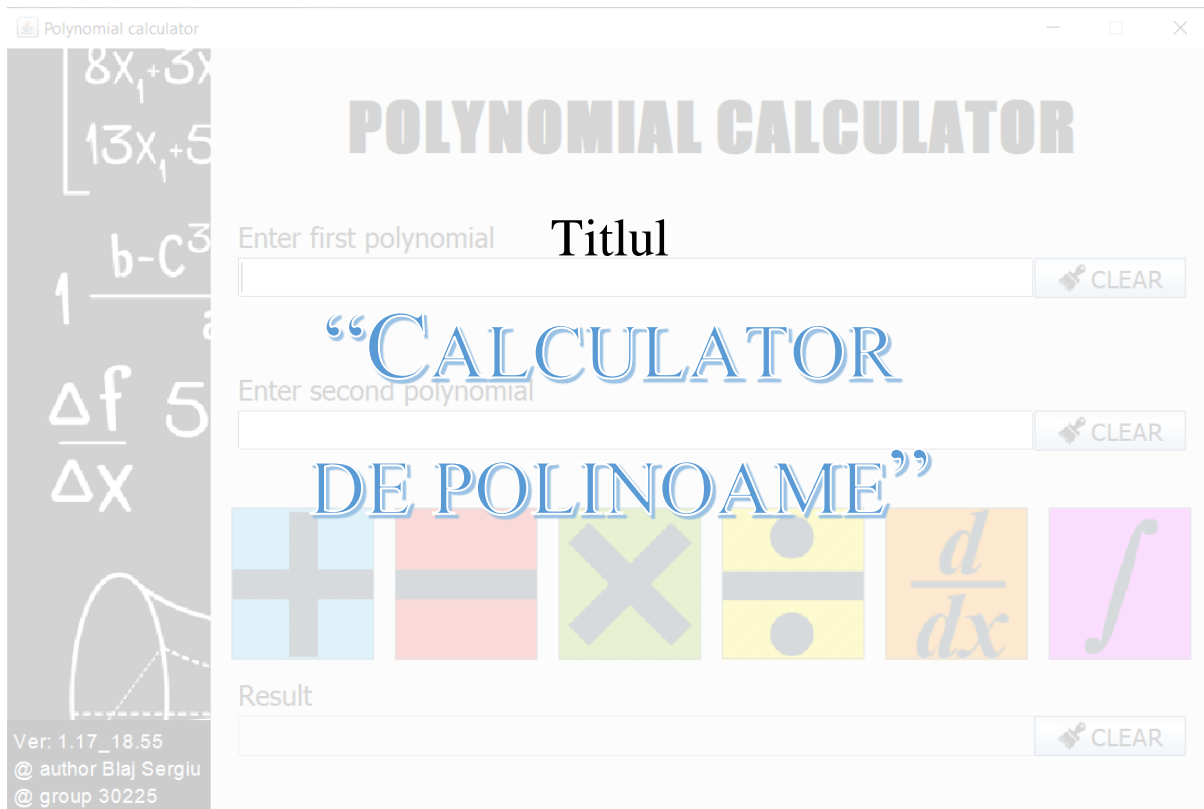 Polynomial calculator
8x₁+3x
13x₁+5
POLYNOMIAL CALCULATOR
Titlul
b-c³
1
a
Enter first polynomial
CLEAR
“CALCULATOR
DE POLINOAME”
Δf 5
Δx
Enter second polynomial
CLEAR
+ − × ÷ d/dx ∫
Result
CLEAR
Ver: 1.17_18.55
@ author Blaj Sergiu
@ group 30225